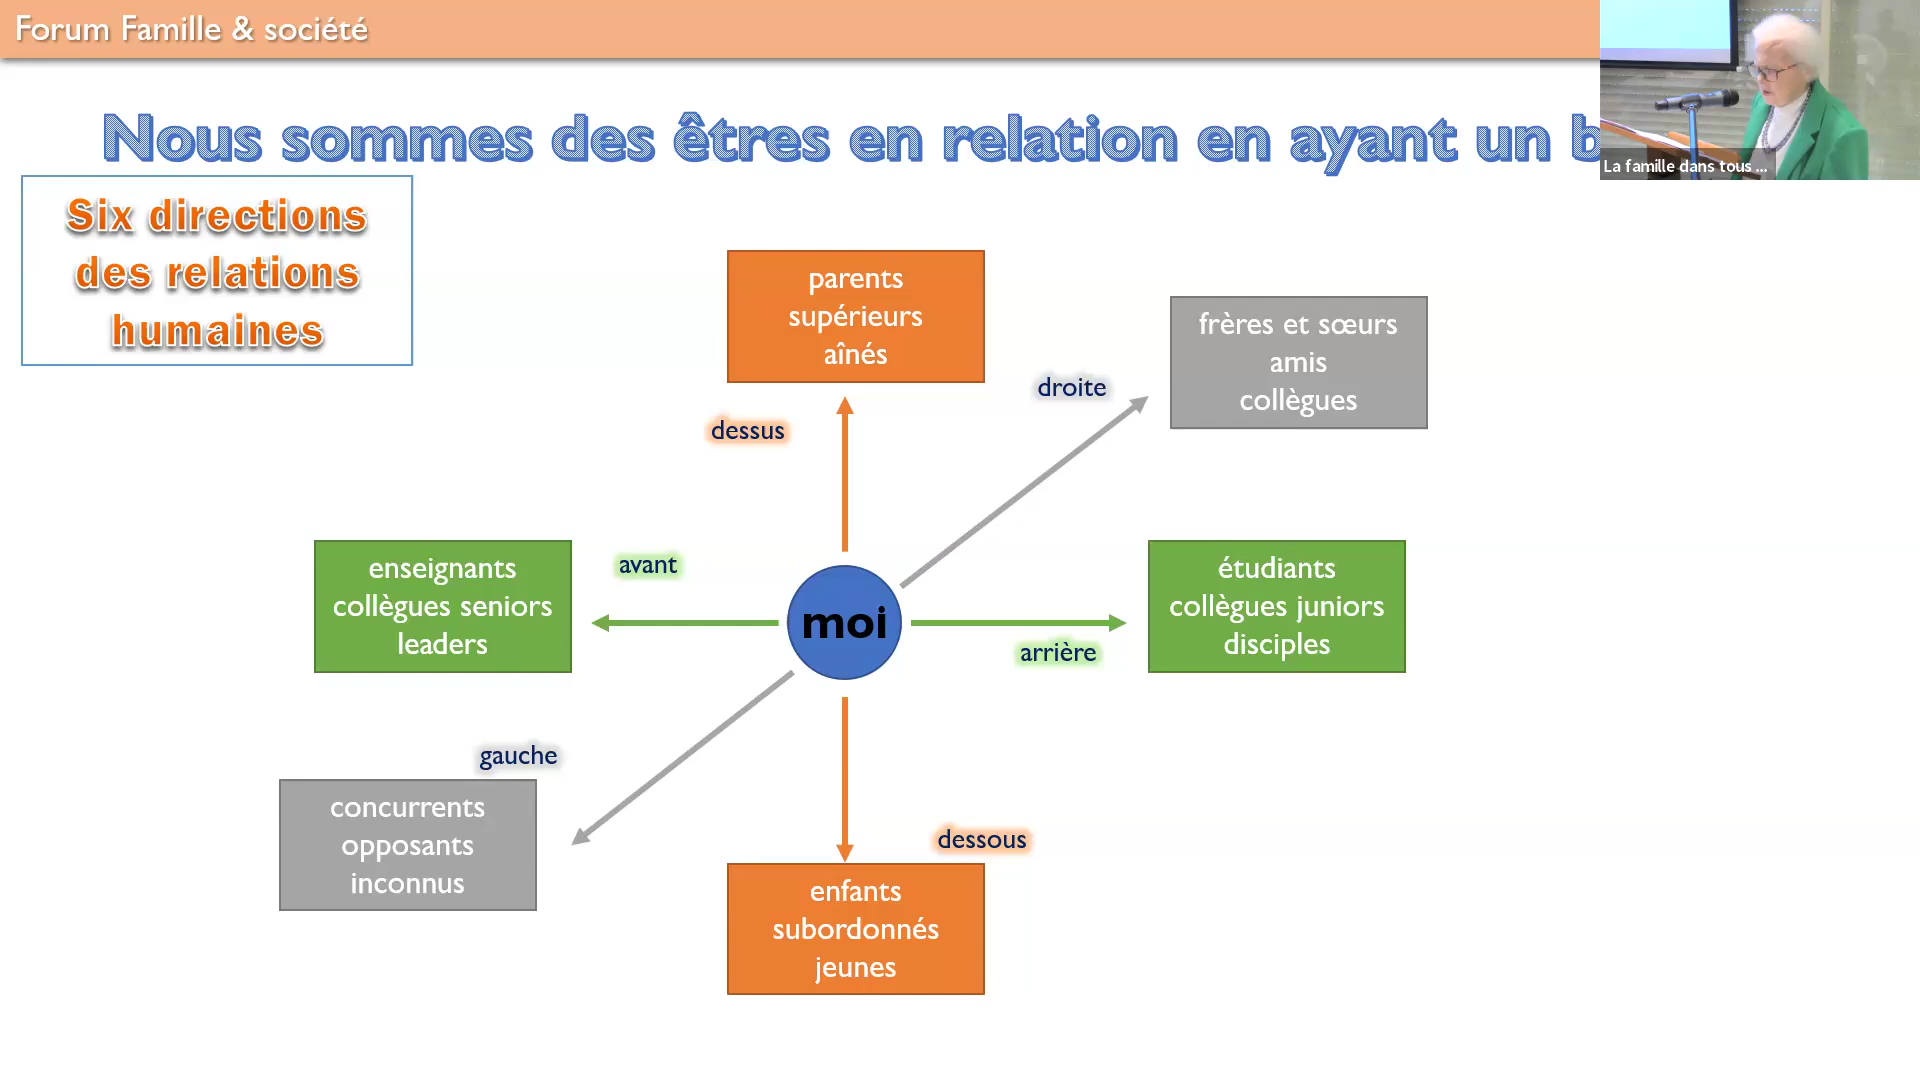 Forum Famille & société
Nous sommes des êtres en relation en ayant un
La famille dans tous ...
Six directions
des relations
humaines
parents
supérieurs
aînés
frères et sœurs
amis
collègues
droite
dessus
enseignants
collègues seniors
leaders
avant
moi
étudiants
collègues juniors
disciples
arrière
gauche
concurrents
opposants
inconnus
dessous
enfants
subordonnés
jeunes